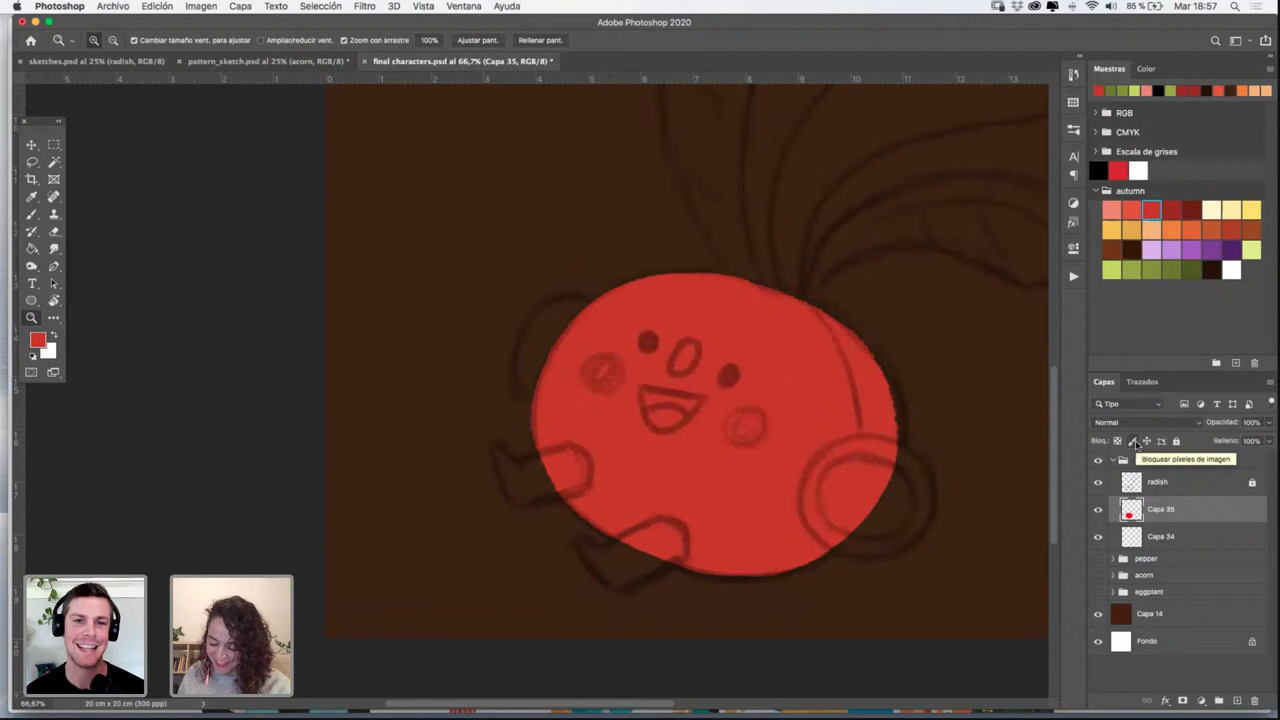 Photoshop Archivo Edición Imagen Capa Texto Selección Filtro 3D Vista Ventana Ayuda 85 % Mar 18:57
Adobe Photoshop 2020
Cambiar tamaño vent. para ajustar Ampliar/reducir vent. Zoom con arrastre 100% Ajustar pant. Rellenar pant.
sketches.psd al 25% (radish, RGB/8) pattern_sketch.psd al 25% (acorn, RGB/8) * final characters.psd al 66,7% (Capa 35, RGB/8) *
Muestras Color
RGB
CMYK
Escala de grises
autumn
Capas Trazados
Tipo
Normal Opacidad: 100%
Bloq.: Relleno: 100%
Bloquear píxeles de imagen
radish
Capa 35
Capa 34
pepper
acorn
eggplant
Capa 14
Fondo
66,67% 20 cm x 20 cm (300 ppp)